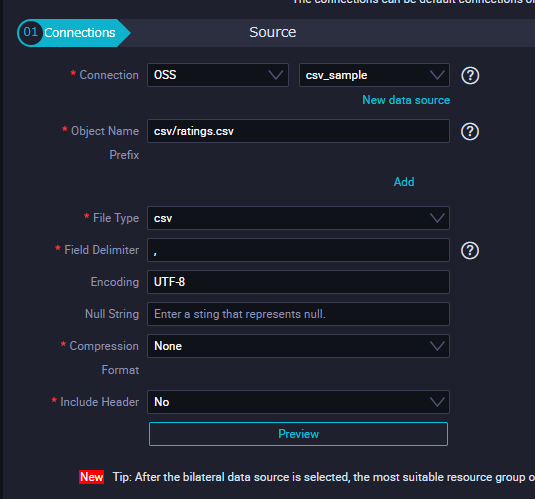 The connections can be default connections o
01 Connections Source
* Connection OSS csv_sample ?
New data source
* Object Name csv/ratings.csv ?
Prefix
Add
* File Type csv
* Field Delimiter , ?
Encoding UTF-8
Null String Enter a sting that represents null.
* Compression None
Format
* Include Header No
Preview
New Tip: After the bilateral data source is selected, the most suitable resource group o